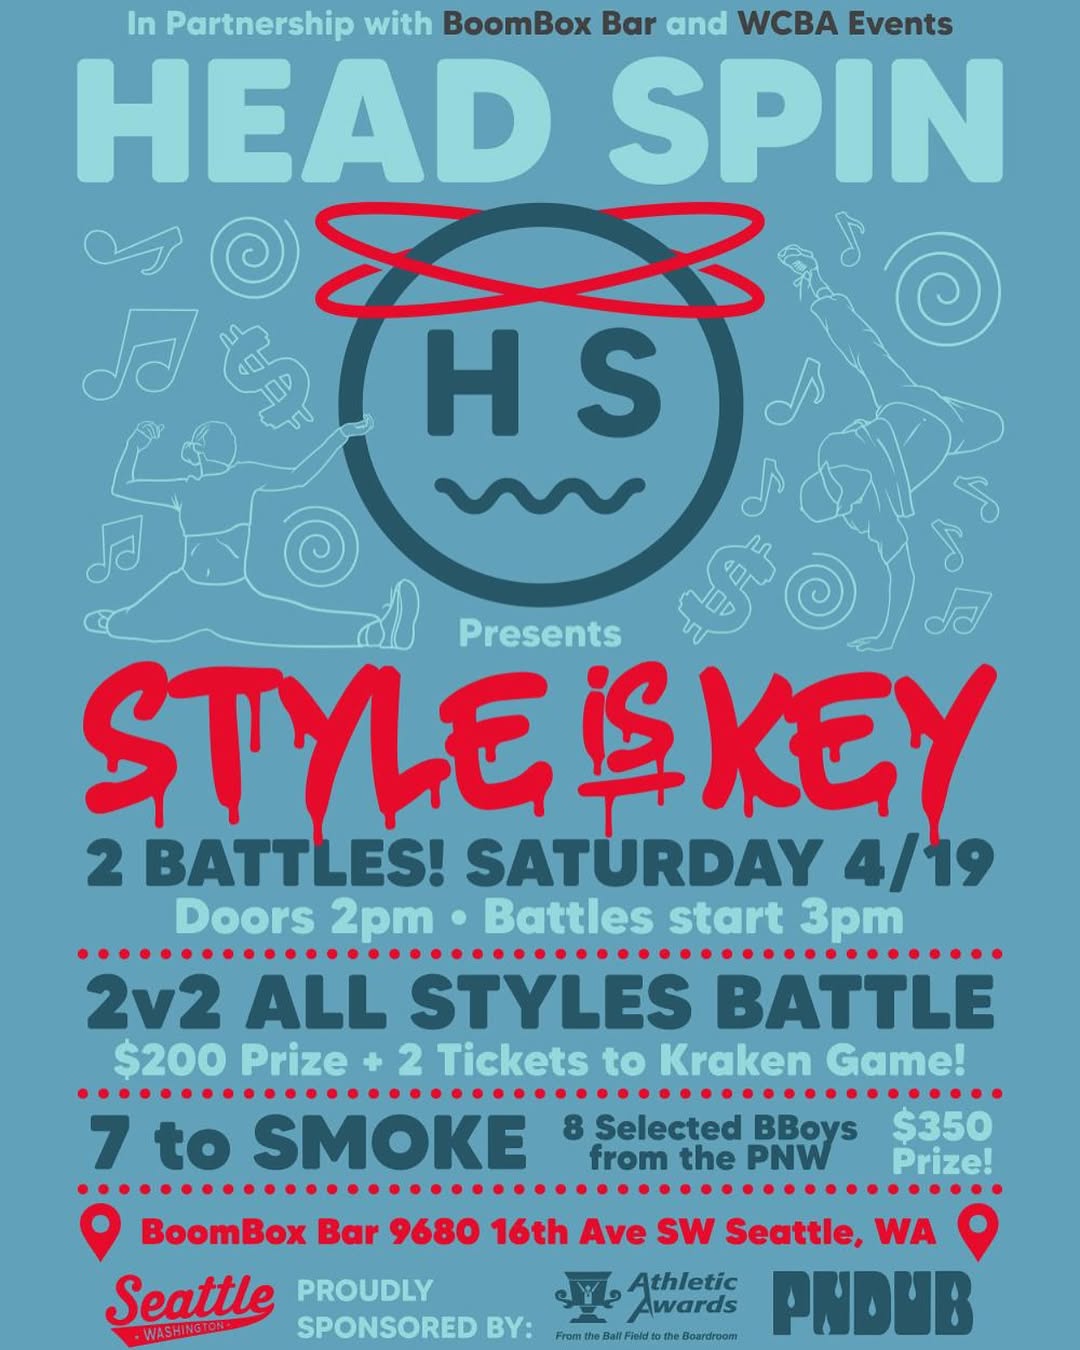 In Partnership with BoomBox Bar and WCBA Events
HEAD SPIN
H S
Presents
STYLE iS KEY
2 BATTLES! SATURDAY 4/19
Doors 2pm • Battles start 3pm
2v2 ALL STYLES BATTLE
$200 Prize + 2 Tickets to Kraken Game!
7 to SMOKE
8 Selected BBoys
from the PNW
$350
Prize!
BoomBox Bar 9680 16th Ave SW Seattle, WA
Seattle
• WASHINGTON •
PROUDLY
SPONSORED BY:
Athletic
Awards
From the Ball Field to the Boardroom
PNDUB